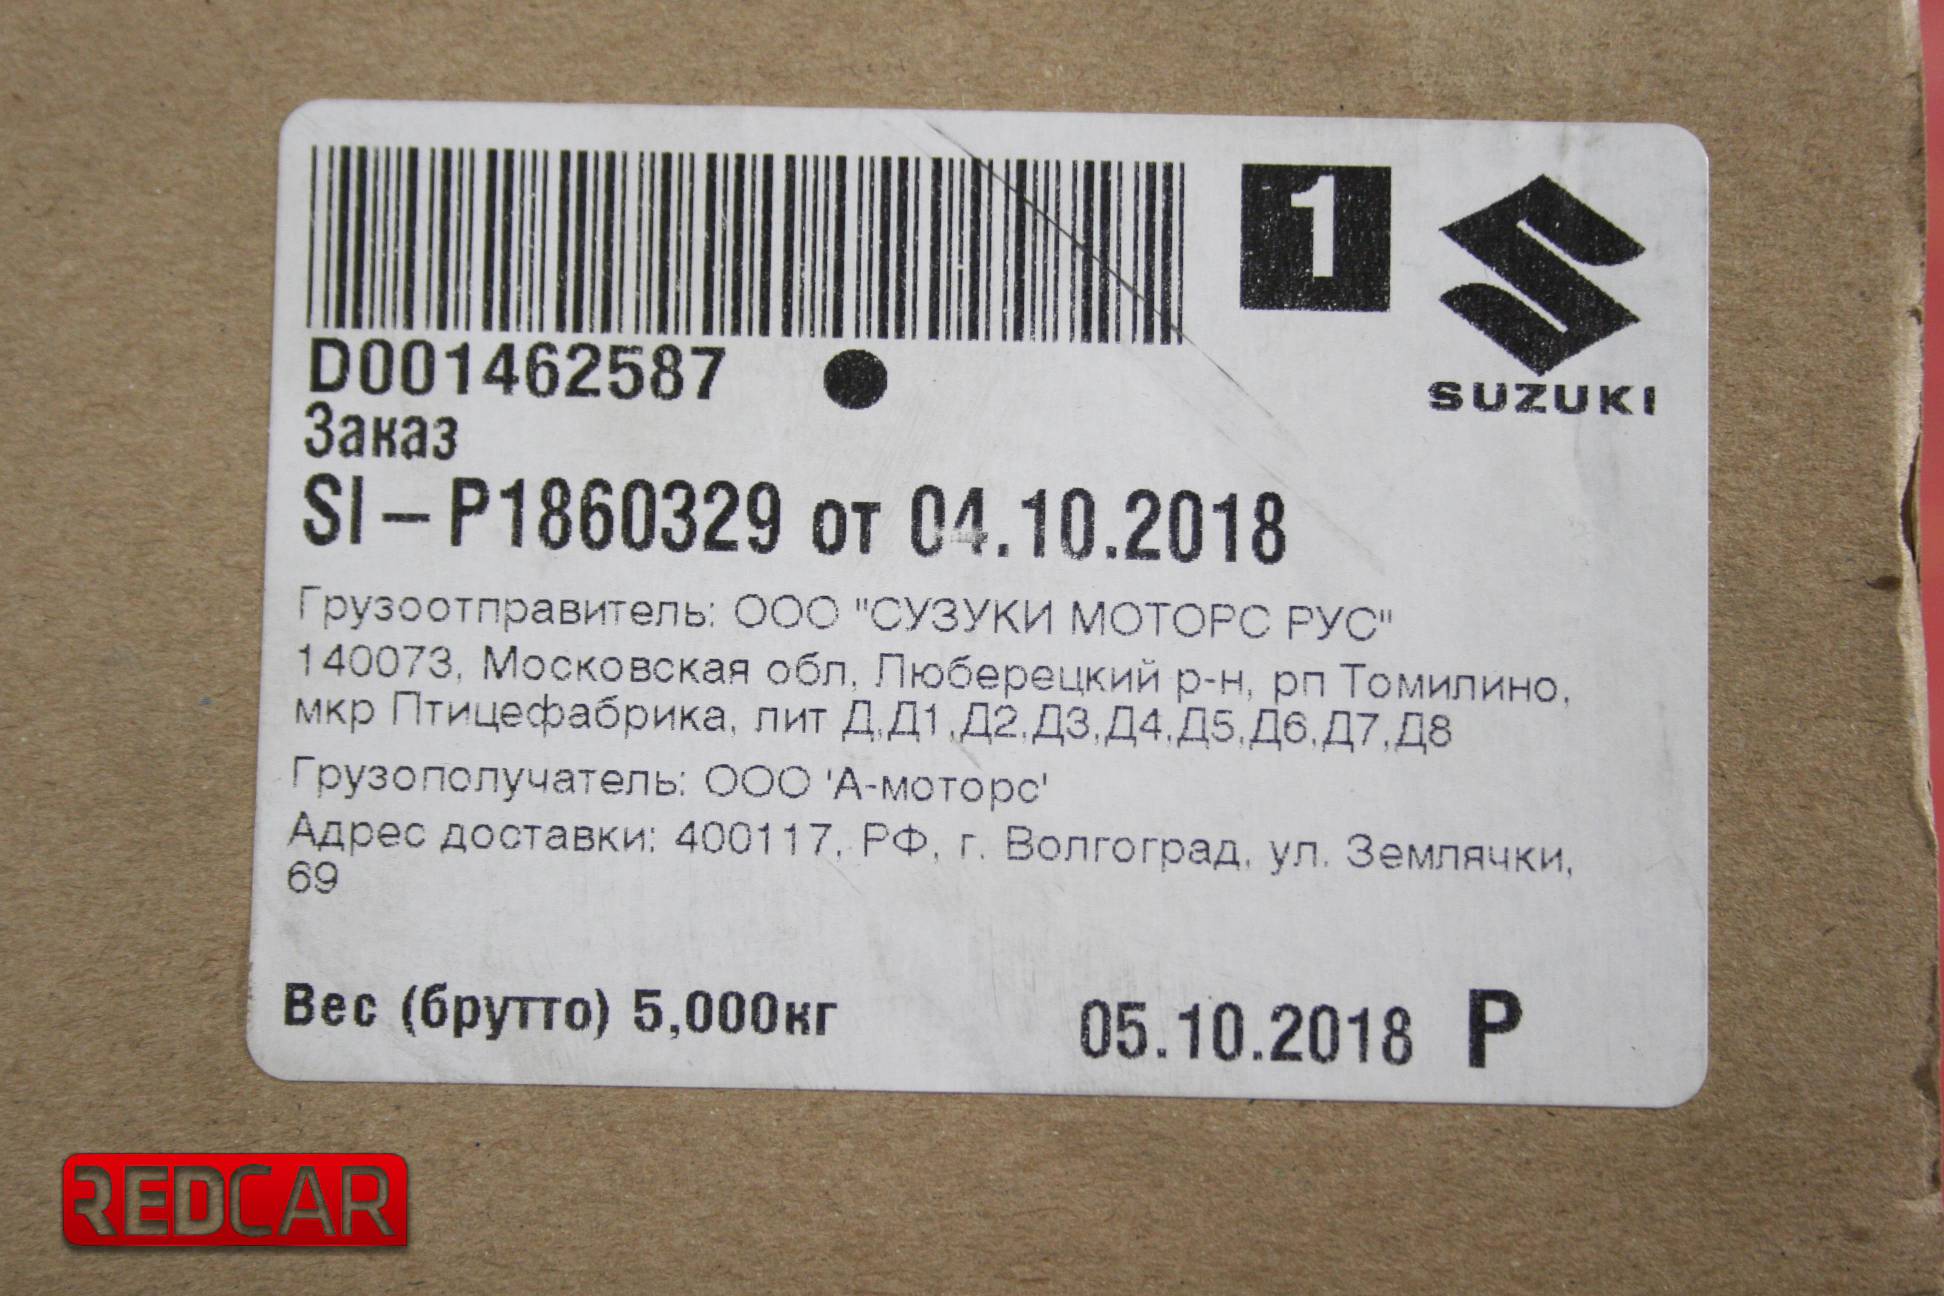 1
SUZUKI
D001462587
Заказ
SI – P1860329 от 04.10.2018
Грузоотправитель: ООО "СУЗУКИ МОТОРС РУС"
140073, Московская обл, Люберецкий р-н, рп Томилино,
мкр Птицефабрика, лит Д,Д1,Д2,Д3,Д4,Д5,Д6,Д7,Д8
Грузополучатель: ООО 'А-моторс'
Адрес доставки: 400117, РФ, г. Волгоград, ул. Землячки,
69
Вес (брутто) 5,000кг
05.10.2018 P
REDCAR